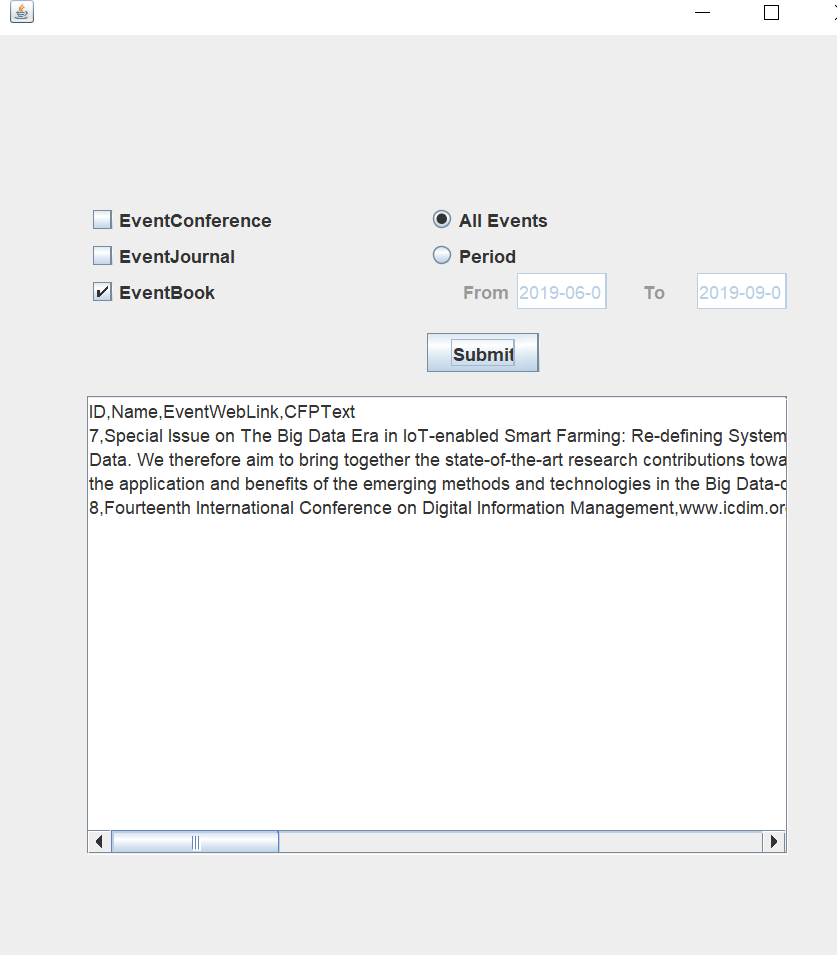 EventConference
All Events
EventJournal
Period
EventBook
From 2019-06-0 To 2019-09-0
Submit
ID,Name,EventWebLink,CFPText
7,Special Issue on The Big Data Era in IoT-enabled Smart Farming: Re-defining System
Data. We therefore aim to bring together the state-of-the-art research contributions towa
the application and benefits of the emerging methods and technologies in the Big Data-
8,Fourteenth International Conference on Digital Information Management,www.icdim.or